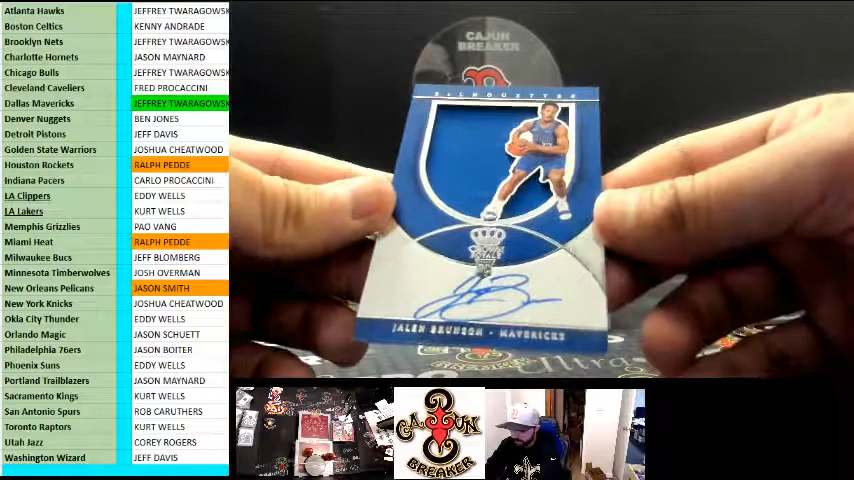 Atlanta Hawks JEFFREY TWARAGOWSK
Boston Celtics KENNY ANDRADE
Brooklyn Nets JEFFREY TWARAGOWSK
Charlotte Hornets JASON MAYNARD
Chicago Bulls JEFFREY TWARAGOWSK
Cleveland Caveliers FRED PROCACCINI
Dallas Mavericks JEFFREY TWARAGOWSK
Denver Nuggets BEN JONES
Detroit Pistons JEFF DAVIS
Golden State Warriors JOSHUA CHEATWOOD
Houston Rockets RALPH PEDDE
Indiana Pacers CARLO PROCACCINI
LA Clippers EDDY WELLS
LA Lakers KURT WELLS
Memphis Grizzlies PAO VANG
Miami Heat RALPH PEDDE
Milwaukee Bucs JEFF BLOMBERG
Minnesota Timberwolves JOSH OVERMAN
New Orleans Pelicans JASON SMITH
New York Knicks JOSHUA CHEATWOOD
Okla City Thunder EDDY WELLS
Orlando Magic JASON SCHUETT
Philadelphia 76ers JASON BOITER
Phoenix Suns EDDY WELLS
Portland Trailblazers JASON MAYNARD
Sacramento Kings KURT WELLS
San Antonio Spurs ROB CARUTHERS
Toronto Raptors KURT WELLS
Utah Jazz COREY ROGERS
Washington Wizard JEFF DAVIS
CAJUN
BREAKER
SILHOUETTES
CROWN
ROYALE
JALEN BRUNSON - MAVERICKS
CAJUN
BREAKER